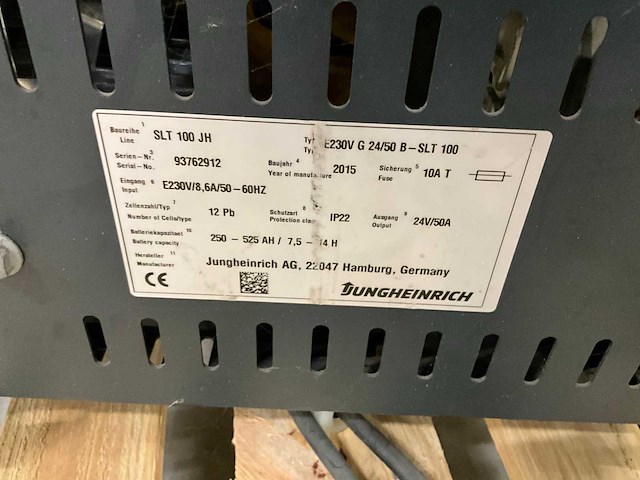 Baureihe 1 SLT 100 JH Typ E230V G 24/50 B-SLT 100
Line
Serien-Nr. 3 93762912 Baujahr 4 2015 Sicherung 5 10A T
Serial-No. Year of manufacture Fuse
Eingang 6 E230V/8,6A/50-60HZ
Input
Zellenzahl/Typ 7 12 Pb Schutzart 8 IP22 Ausgang 9 24V/50A
Number of Cells/type Protection class Output
Batteriekapazitaet 10 250 - 525 AH / 7,5 - 14 H
Battery capacity
Hersteller 11 Jungheinrich AG, 22047 Hamburg, Germany
Manufacturer
CE JUNGHEINRICH